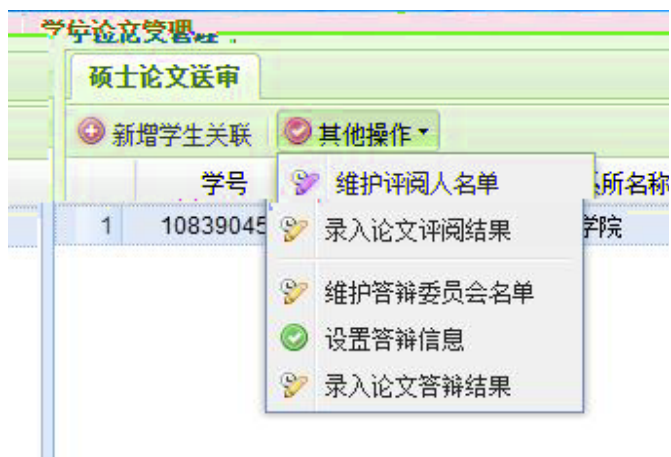 硕士论文送审
新增学生关联 其他操作
学号 所名称
1 10839045 学院
维护评阅人名单
录入论文评阅结果
维护答辩委员会名单
设置答辩信息
录入论文答辩结果